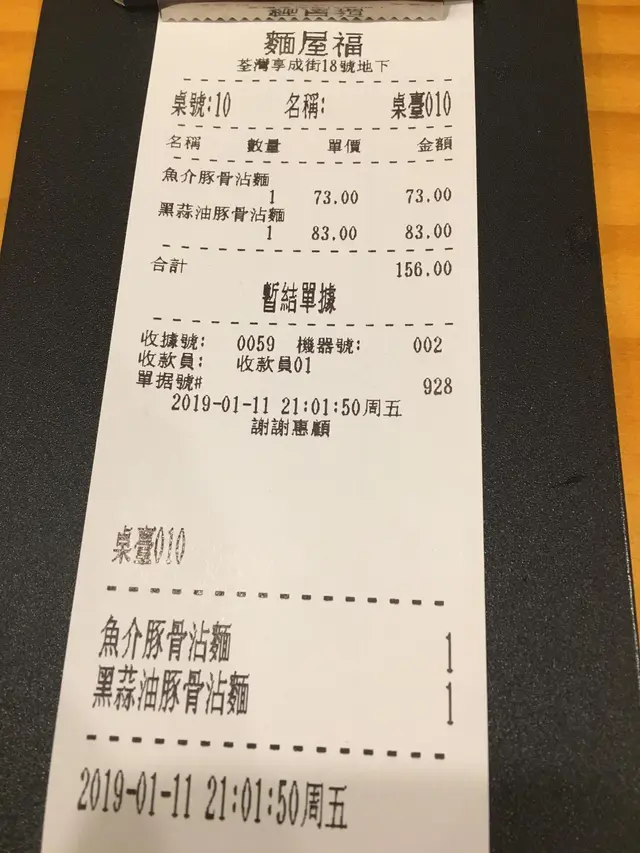 麵屋福
荃灣享成街18號地下
桌號:10 名稱: 桌臺010
名稱 數量 單價 金額
魚介豚骨沾麵
1 73.00 73.00
黑蒜油豚骨沾麵
1 83.00 83.00
合計 156.00
暫結單據
收據號: 0059 機器號: 002
收款員: 收款員01
單据號# 928
2019-01-11 21:01:50周五
謝謝惠顧
桌臺010
魚介豚骨沾麵 1
黑蒜油豚骨沾麵 1
2019-01-11 21:01:50周五